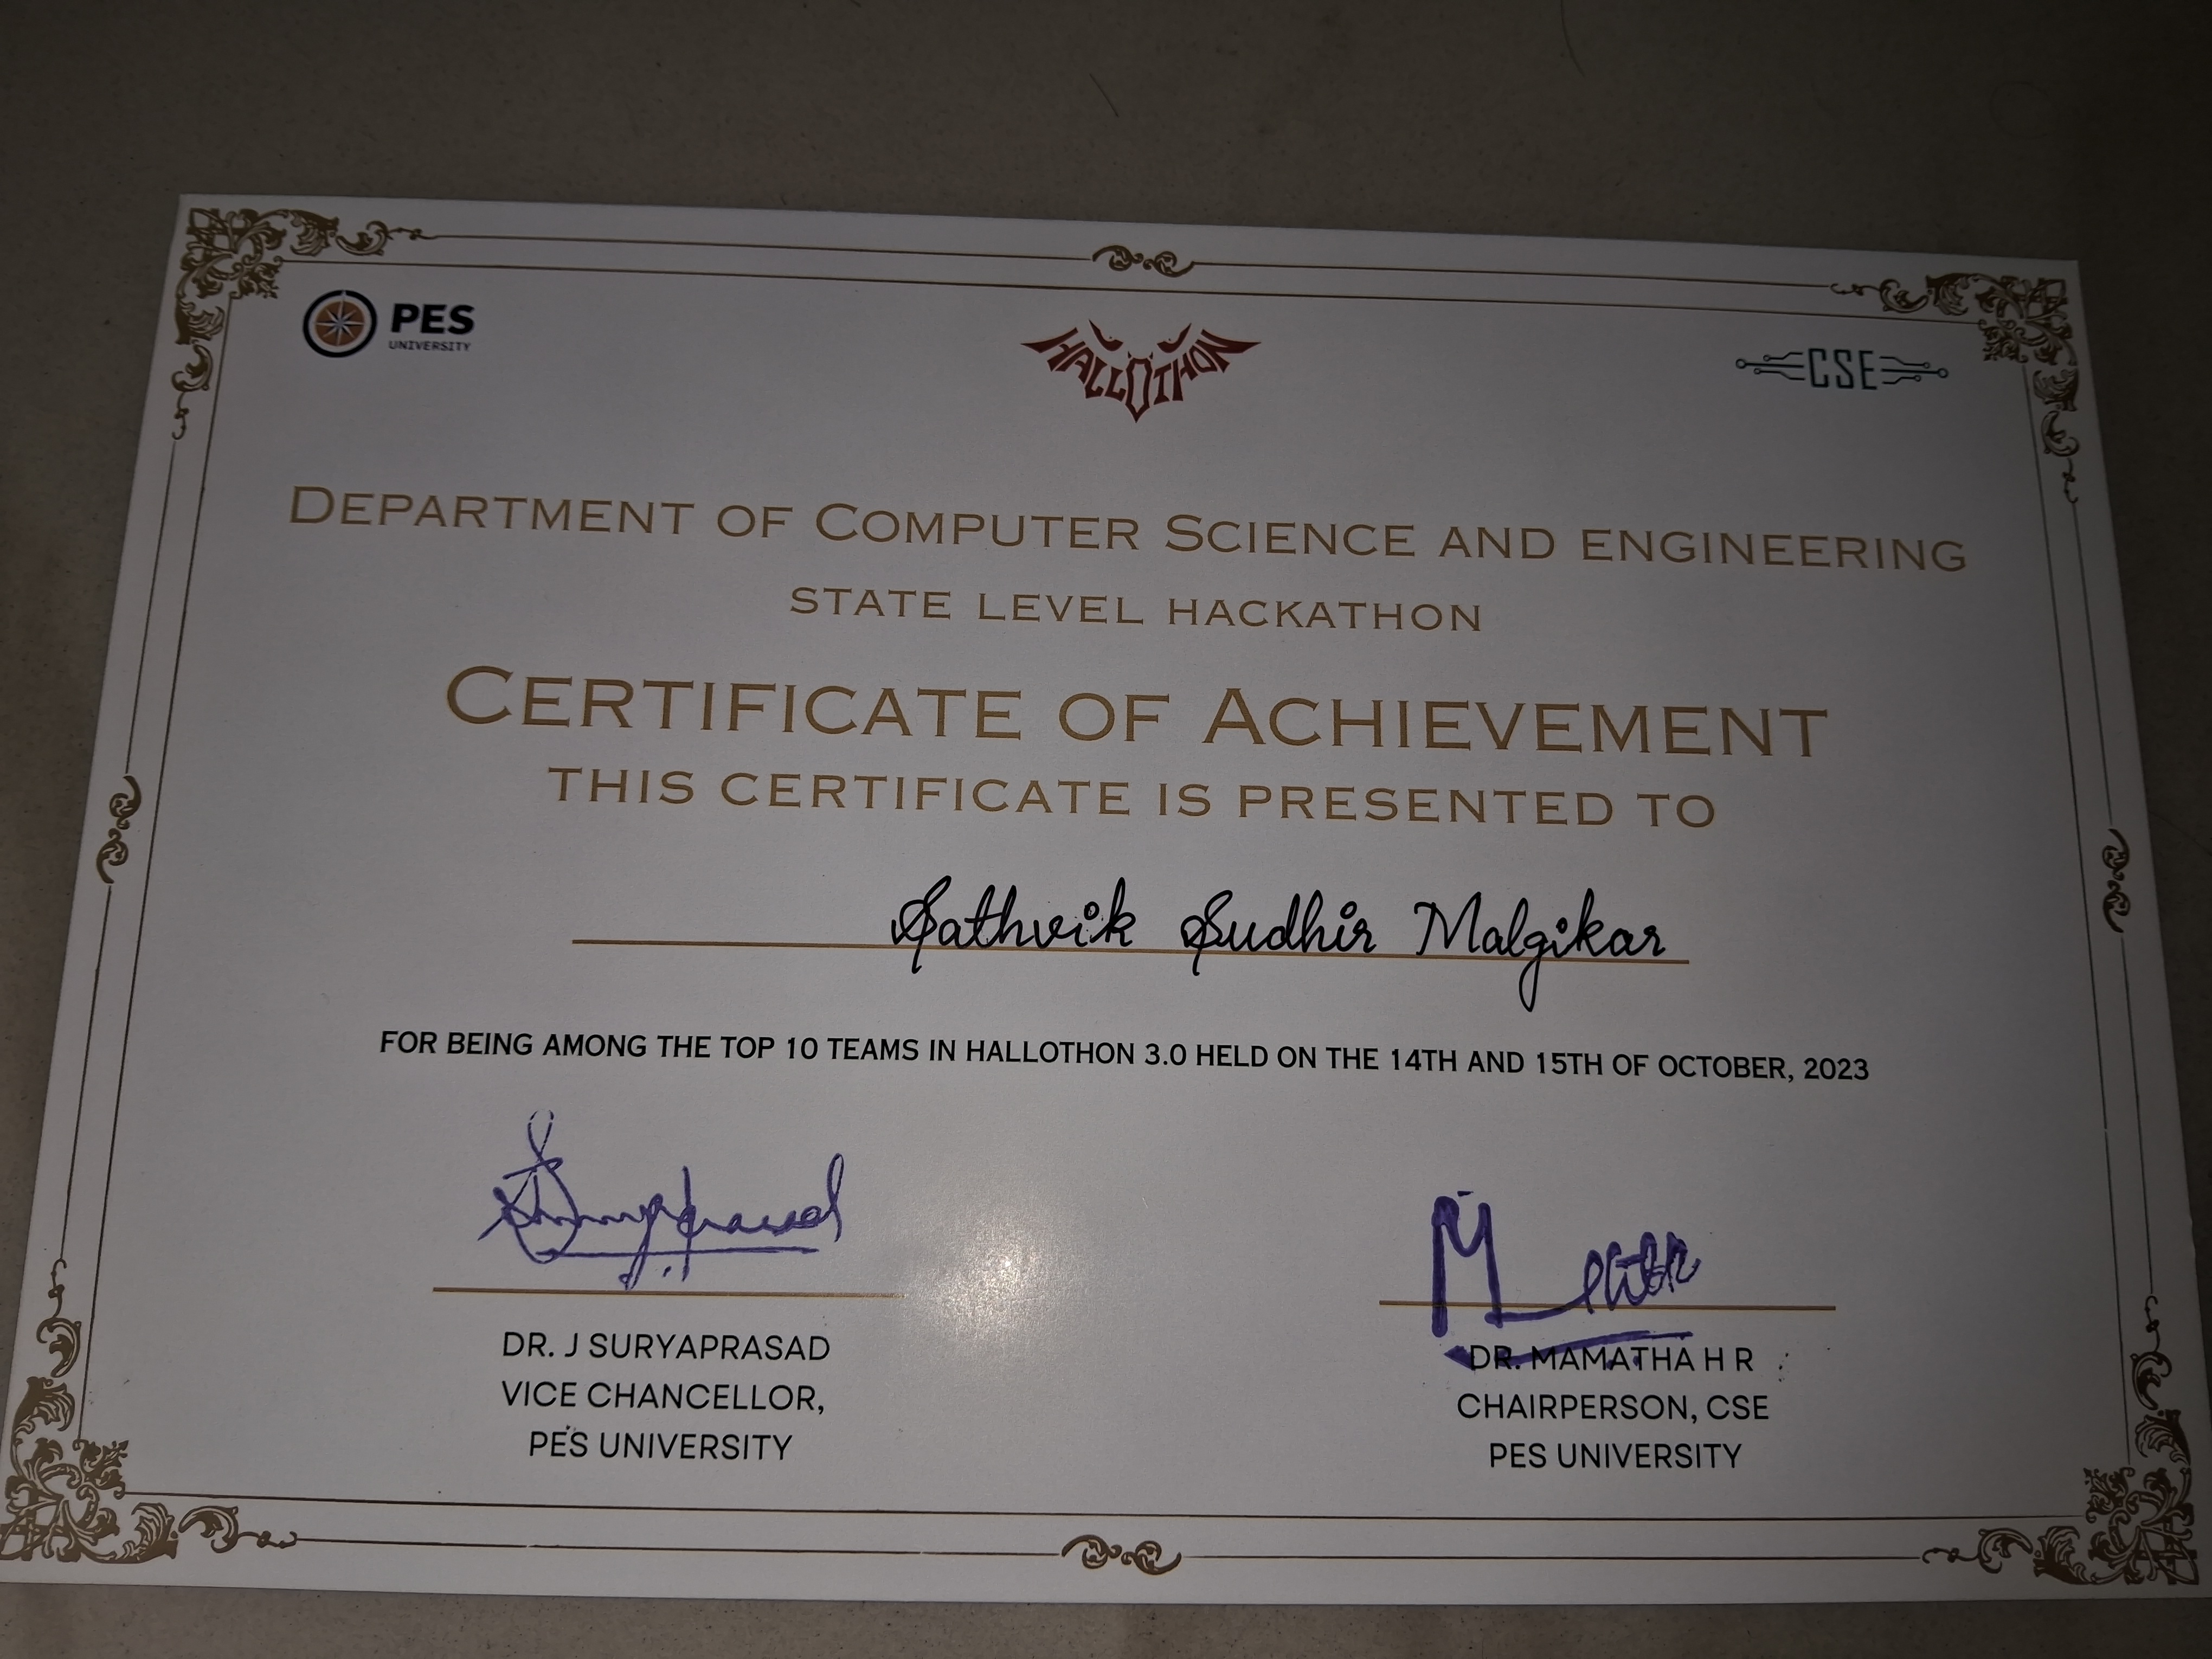 PES
UNIVERSITY
HALLOTHON
CSE
DEPARTMENT OF COMPUTER SCIENCE AND ENGINEERING
STATE LEVEL HACKATHON
CERTIFICATE OF ACHIEVEMENT
THIS CERTIFICATE IS PRESENTED TO
Sathvik Sudhir Malgikar
FOR BEING AMONG THE TOP 10 TEAMS IN HALLOTHON 3.0 HELD ON THE 14TH AND 15TH OF OCTOBER, 2023
DR. J SURYAPRASAD
VICE CHANCELLOR,
PES UNIVERSITY
DR. MAMATHA H R
CHAIRPERSON, CSE
PES UNIVERSITY